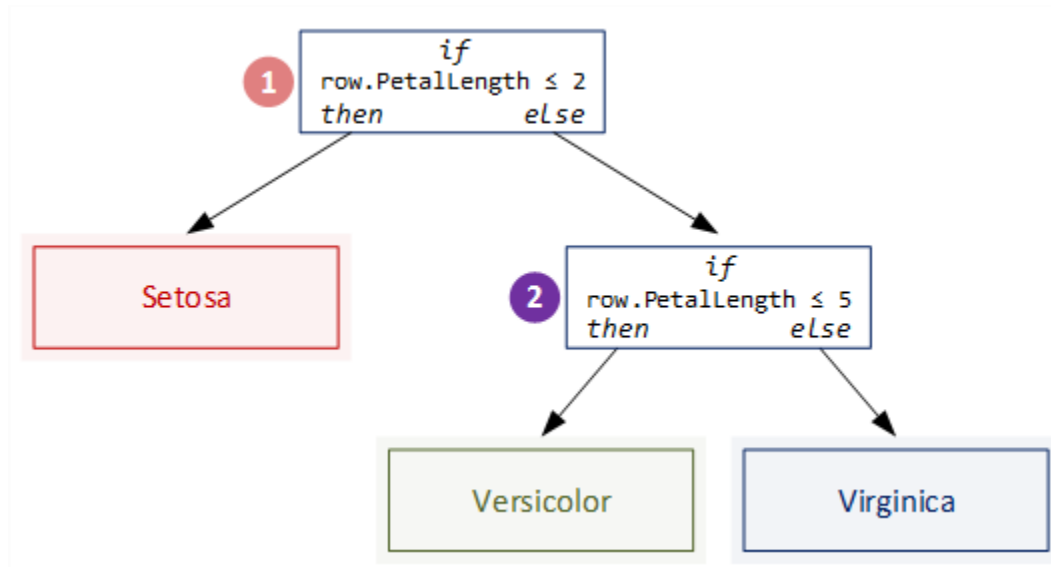 if
1
row.PetalLength ≤ 2
then else
Setosa
if
2
row.PetalLength ≤ 5
then else
Versicolor
Virginica